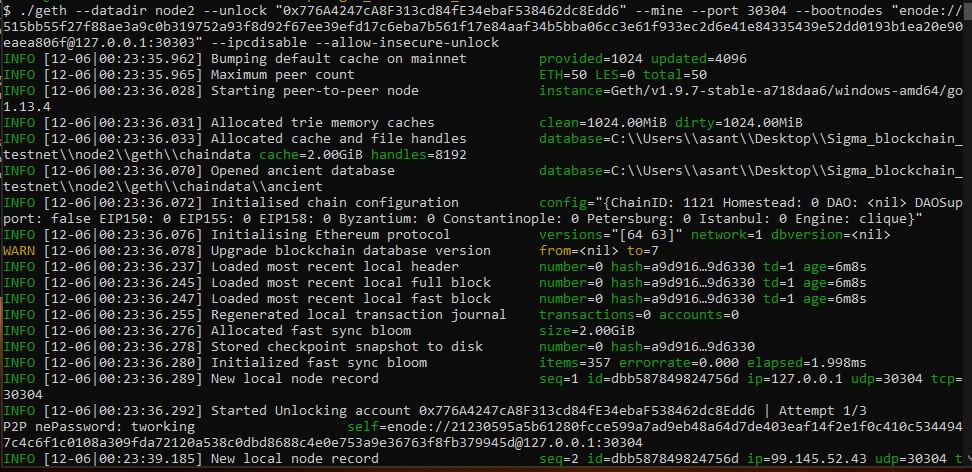 $ ./geth --datadir node2 --unlock "0x776A4247cA8F313cd84fE34ebaF538462dc8Edd6" --mine --port 30304 --bootnodes "enode://
515bb55f27f88ae3a9c0b319752a93f8d92f67ee39efd17c6eba7b561f17e84aaf34b5bba06cc3e61f933ec2d6e41e84335439e52dd0193b1ea20e90
eaea806f@127.0.0.1:30303" --ipcdisable --allow-insecure-unlock
INFO [12-06|00:23:35.962] Bumping default cache on mainnet provided=1024 updated=4096
INFO [12-06|00:23:35.965] Maximum peer count ETH=50 LES=0 total=50
INFO [12-06|00:23:36.028] Starting peer-to-peer node instance=Geth/v1.9.7-stable-a718daa6/windows-amd64/go
1.13.4
INFO [12-06|00:23:36.031] Allocated trie memory caches clean=1024.00MiB dirty=1024.00MiB
INFO [12-06|00:23:36.033] Allocated cache and file handles database=C:\\Users\\asant\\Desktop\\Sigma_blockchain_
testnet\\node2\\geth\\chaindata cache=2.00GiB handles=8192
INFO [12-06|00:23:36.070] Opened ancient database database=C:\\Users\\asant\\Desktop\\Sigma_blockchain_
testnet\\node2\\geth\\chaindata\\ancient
INFO [12-06|00:23:36.072] Initialised chain configuration config="{ChainID: 1121 Homestead: 0 DAO: <nil> DAOSup
port: false EIP150: 0 EIP155: 0 EIP158: 0 Byzantium: 0 Constantinople: 0 Petersburg: 0 Istanbul: 0 Engine: clique}"
INFO [12-06|00:23:36.076] Initialising Ethereum protocol versions="[64 63]" network=1 dbversion=<nil>
WARN [12-06|00:23:36.078] Upgrade blockchain database version from=<nil> to=7
INFO [12-06|00:23:36.237] Loaded most recent local header number=0 hash=a9d916…9d6330 td=1 age=6m8s
INFO [12-06|00:23:36.245] Loaded most recent local full block number=0 hash=a9d916…9d6330 td=1 age=6m8s
INFO [12-06|00:23:36.247] Loaded most recent local fast block number=0 hash=a9d916…9d6330 td=1 age=6m8s
INFO [12-06|00:23:36.255] Regenerated local transaction journal transactions=0 accounts=0
INFO [12-06|00:23:36.276] Allocated fast sync bloom size=2.00GiB
INFO [12-06|00:23:36.278] Stored checkpoint snapshot to disk number=0 hash=a9d916…9d6330
INFO [12-06|00:23:36.280] Initialized fast sync bloom items=357 errorrate=0.000 elapsed=1.998ms
INFO [12-06|00:23:36.289] New local node record seq=1 id=dbb587849824756d ip=127.0.0.1 udp=30304 tcp=
30304
INFO [12-06|00:23:36.292] Started Unlocking account 0x776A4247cA8F313cd84fE34ebaF538462dc8Edd6 | Attempt 1/3
P2P nePassword: tworking self=enode://21230595a5b61280fcce599a7ad9eb48a64d7de403eaf14f2e1f0c410c534494
7c4c6f1c0108a309fda72120a538c0dbd8688c4e0e753a9e36763f8fb379945d@127.0.0.1:30304
INFO [12-06|00:23:39.185] New local node record seq=2 id=dbb587849824756d ip=99.145.52.43 udp=30304 t